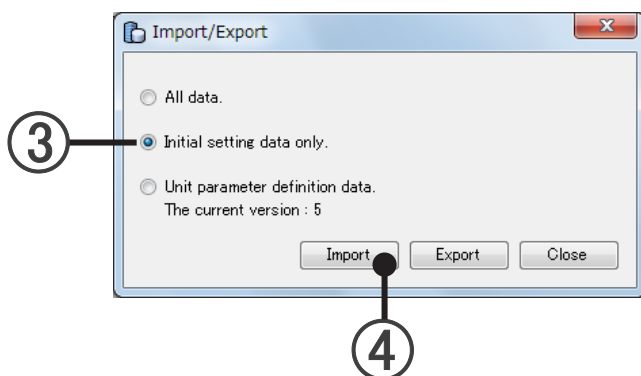 Import/Export
All data.
③
Initial setting data only.
Unit parameter definition data.
The current version : 5
Import
Export
Close
④